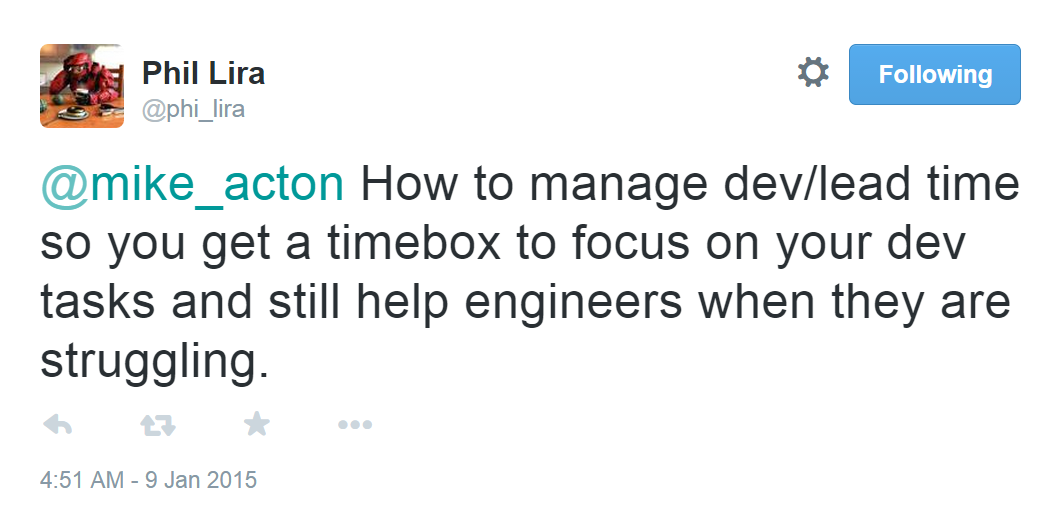 Phil Lira
@phi_lira
Following
@mike_acton How to manage dev/lead time
so you get a timebox to focus on your dev
tasks and still help engineers when they are
struggling.
4:51 AM - 9 Jan 2015